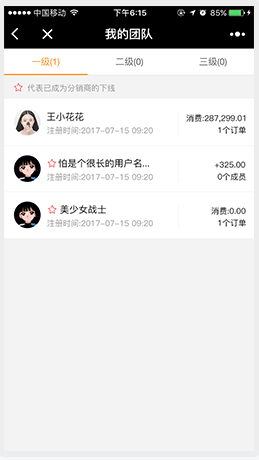 中国移动 下午6:15 85%
我的团队
一级(1) 二级(0) 三级(0)
代表已成为分销商的下线
王小花花 消费:287,299.01
注册时间:2017-07-15 09:20 1个订单
怕是个很长的用户名... +325.00
注册时间:2017-07-15 09:20 0个成员
美少女战士 消费:0.00
注册时间:2017-07-15 09:20 1个订单